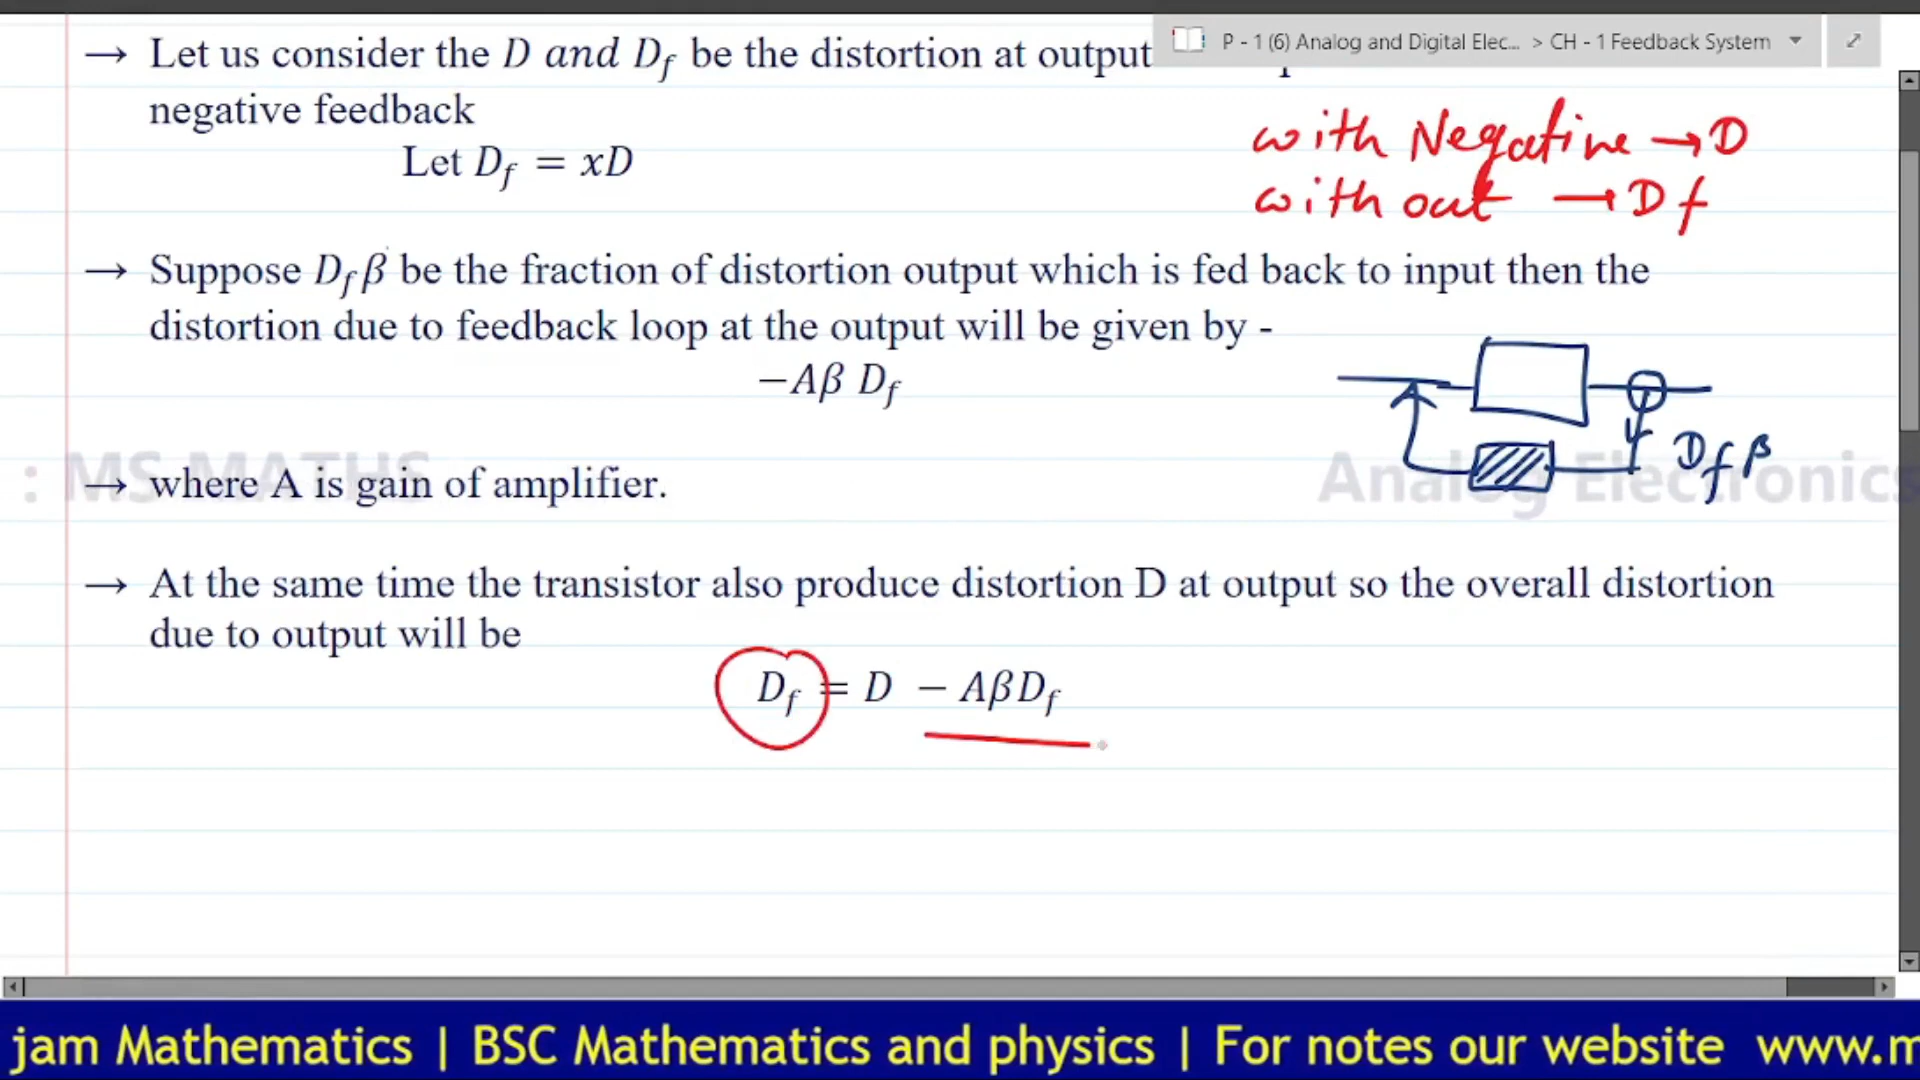 P - 1 (6) Analog and Digital Elec... > CH - 1 Feedback System
→ Let us consider the D and D_f be the distortion at output
negative feedback
Let D_f = xD
with Negative → D
with out → D f
→ Suppose D_f β be the fraction of distortion output which is fed back to input then the
distortion due to feedback loop at the output will be given by -
−Aβ D_f
D f β
: MS MATHS
Analog Electronics
→ where A is gain of amplifier.
→ At the same time the transistor also produce distortion D at output so the overall distortion
due to output will be
D_f = D − AβD_f
jam Mathematics | BSC Mathematics and physics | For notes our website www.m